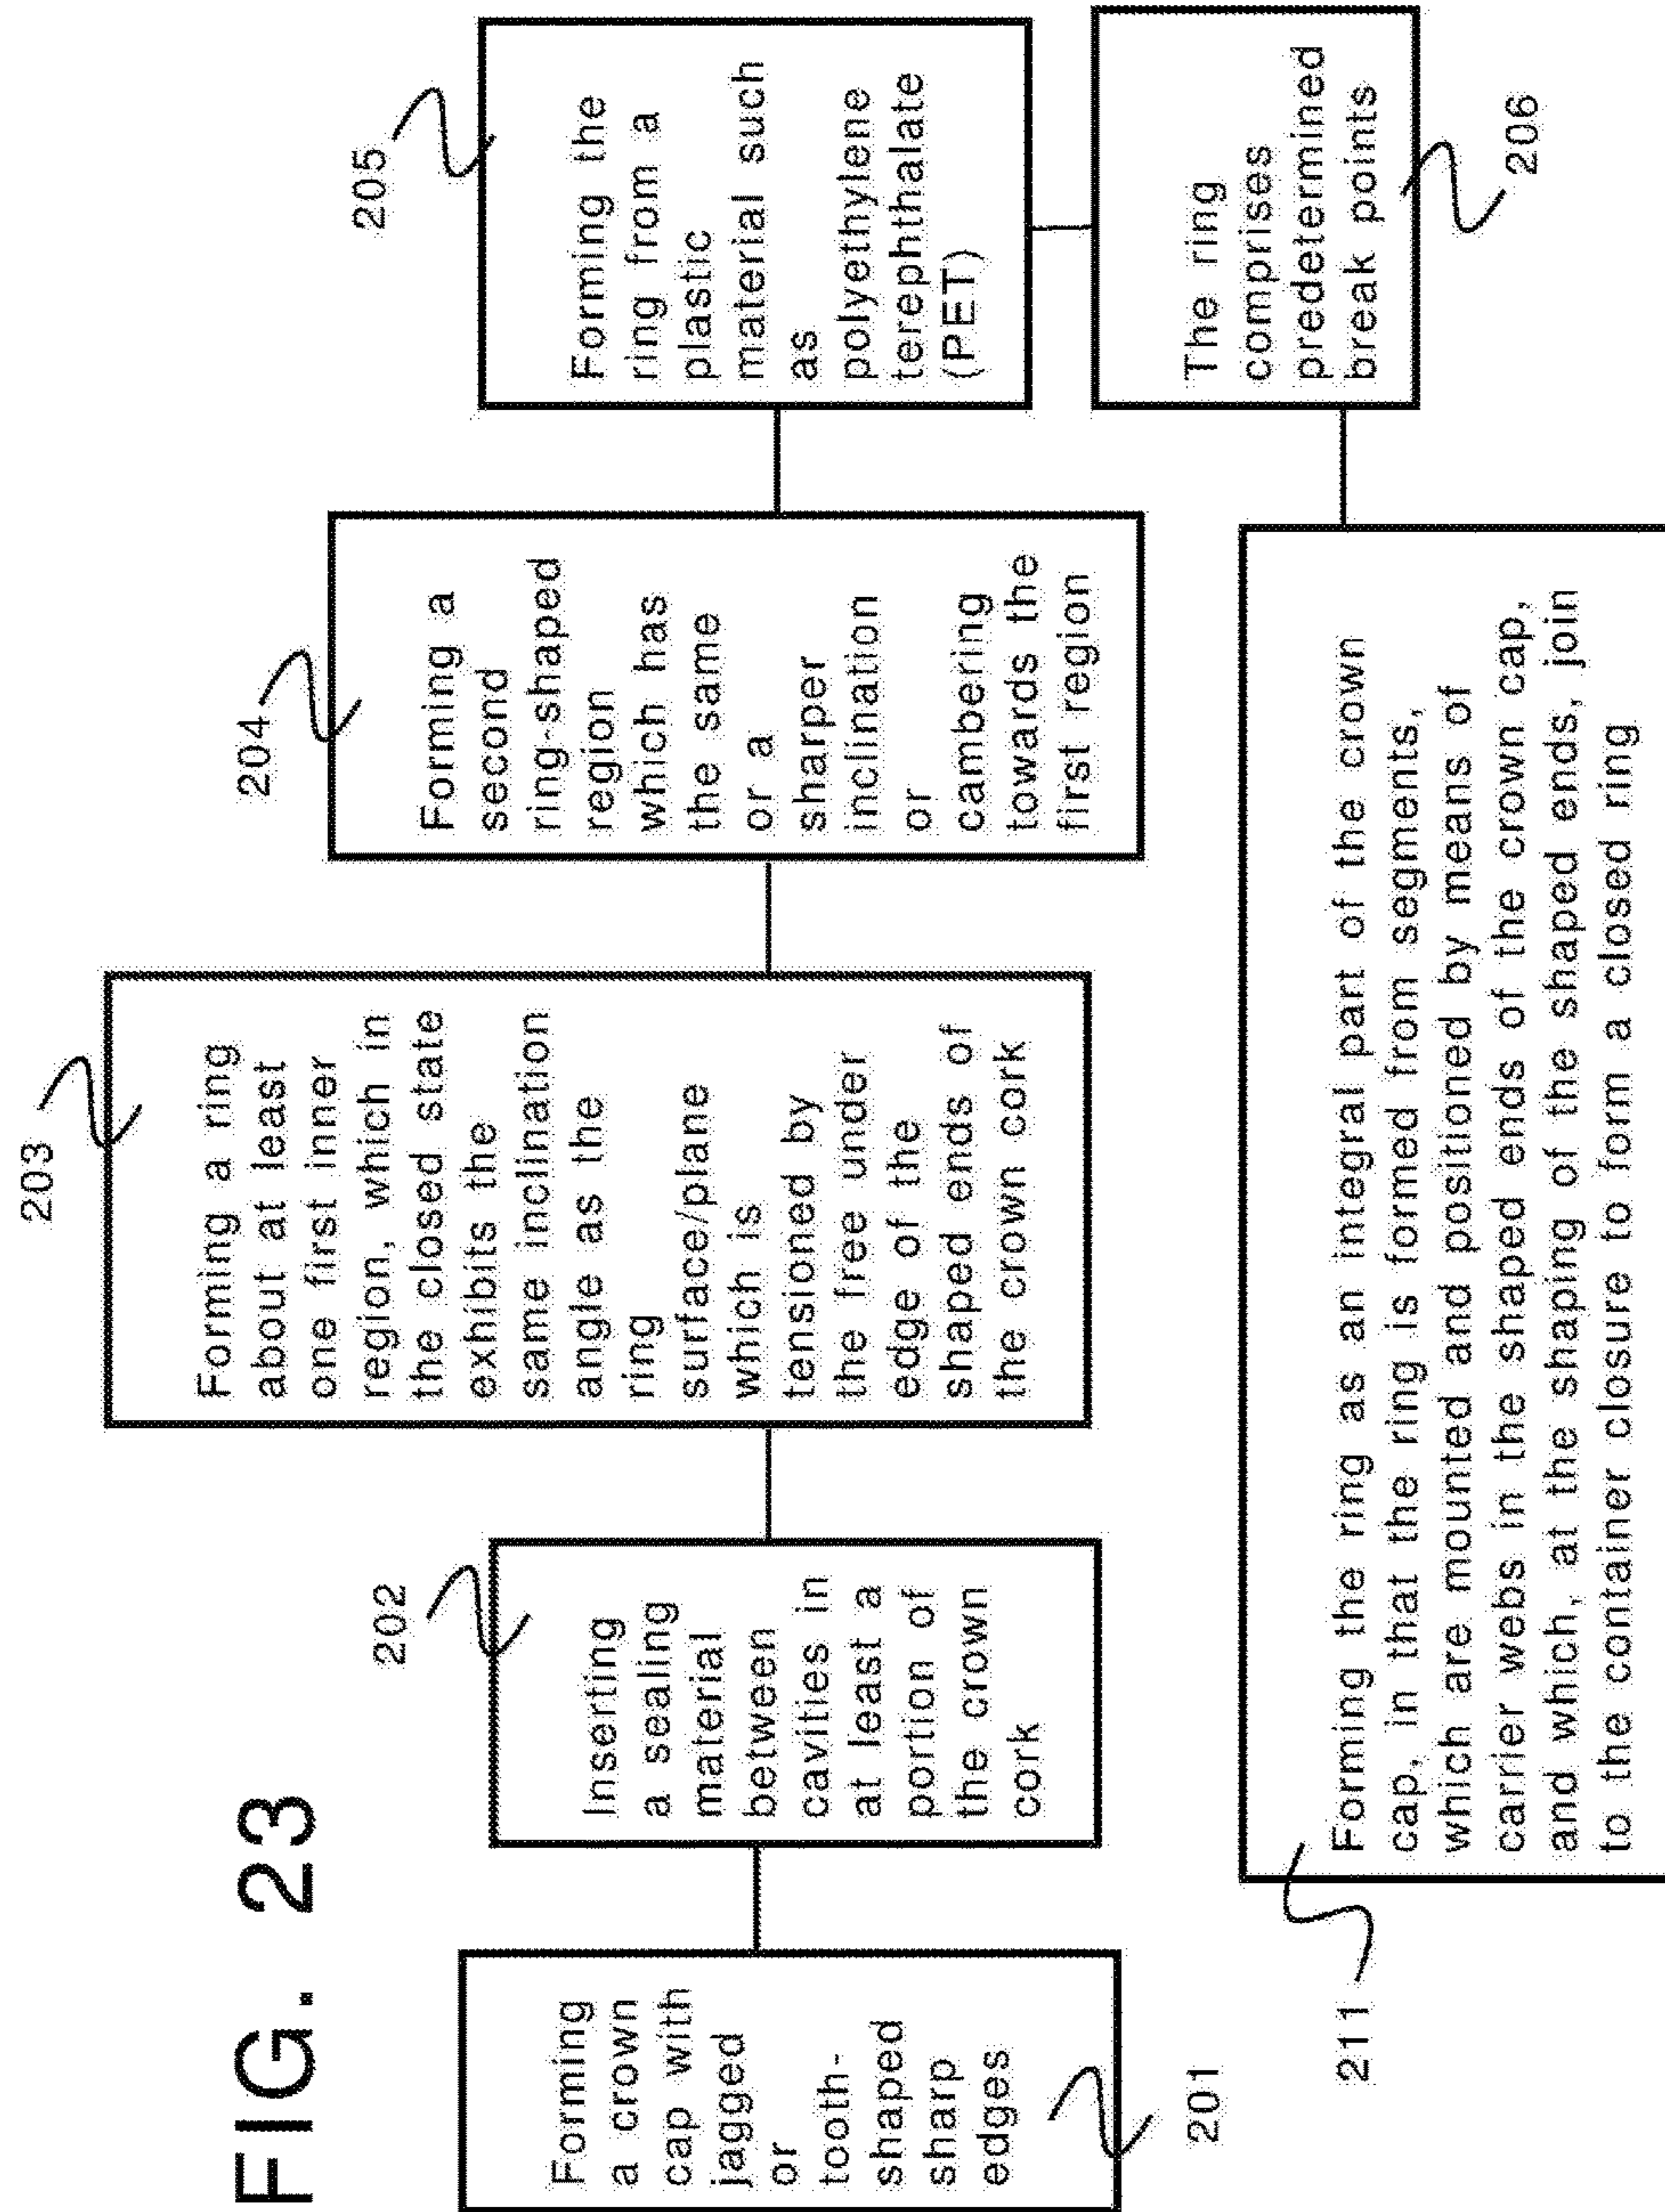 FIG. 23
201
Forming
a crown
cap with
jagged
or
tooth-
shaped
sharp
edges
202
Inserting
a sealing
material
between
cavities in
at least a
portion of
the crown
cork
203
Forming a ring
about at least
one first inner
region, which in
the closed state
exhibits the
same inclination
angle as the
ring
surface/plane
which is
tensioned by
the free under
edge of the
shaped ends of
the crown cork
204
Forming a
second
ring-shaped
region
which has
the same
or a
sharper
inclination
or
cambering
towards the
first region
205
Forming the
ring from a
plastic
material such
as
polyethylene
terephthalate
(PET)
206
The ring
comprises
predetermined
break points
211
Forming the ring as an integral part of the crown
cap, in that the ring is formed from segments,
which are mounted and positioned by means of
carrier webs in the shaped ends of the crown cap,
and which, at the shaping of the shaped ends, join
to the container closure to form a closed ring